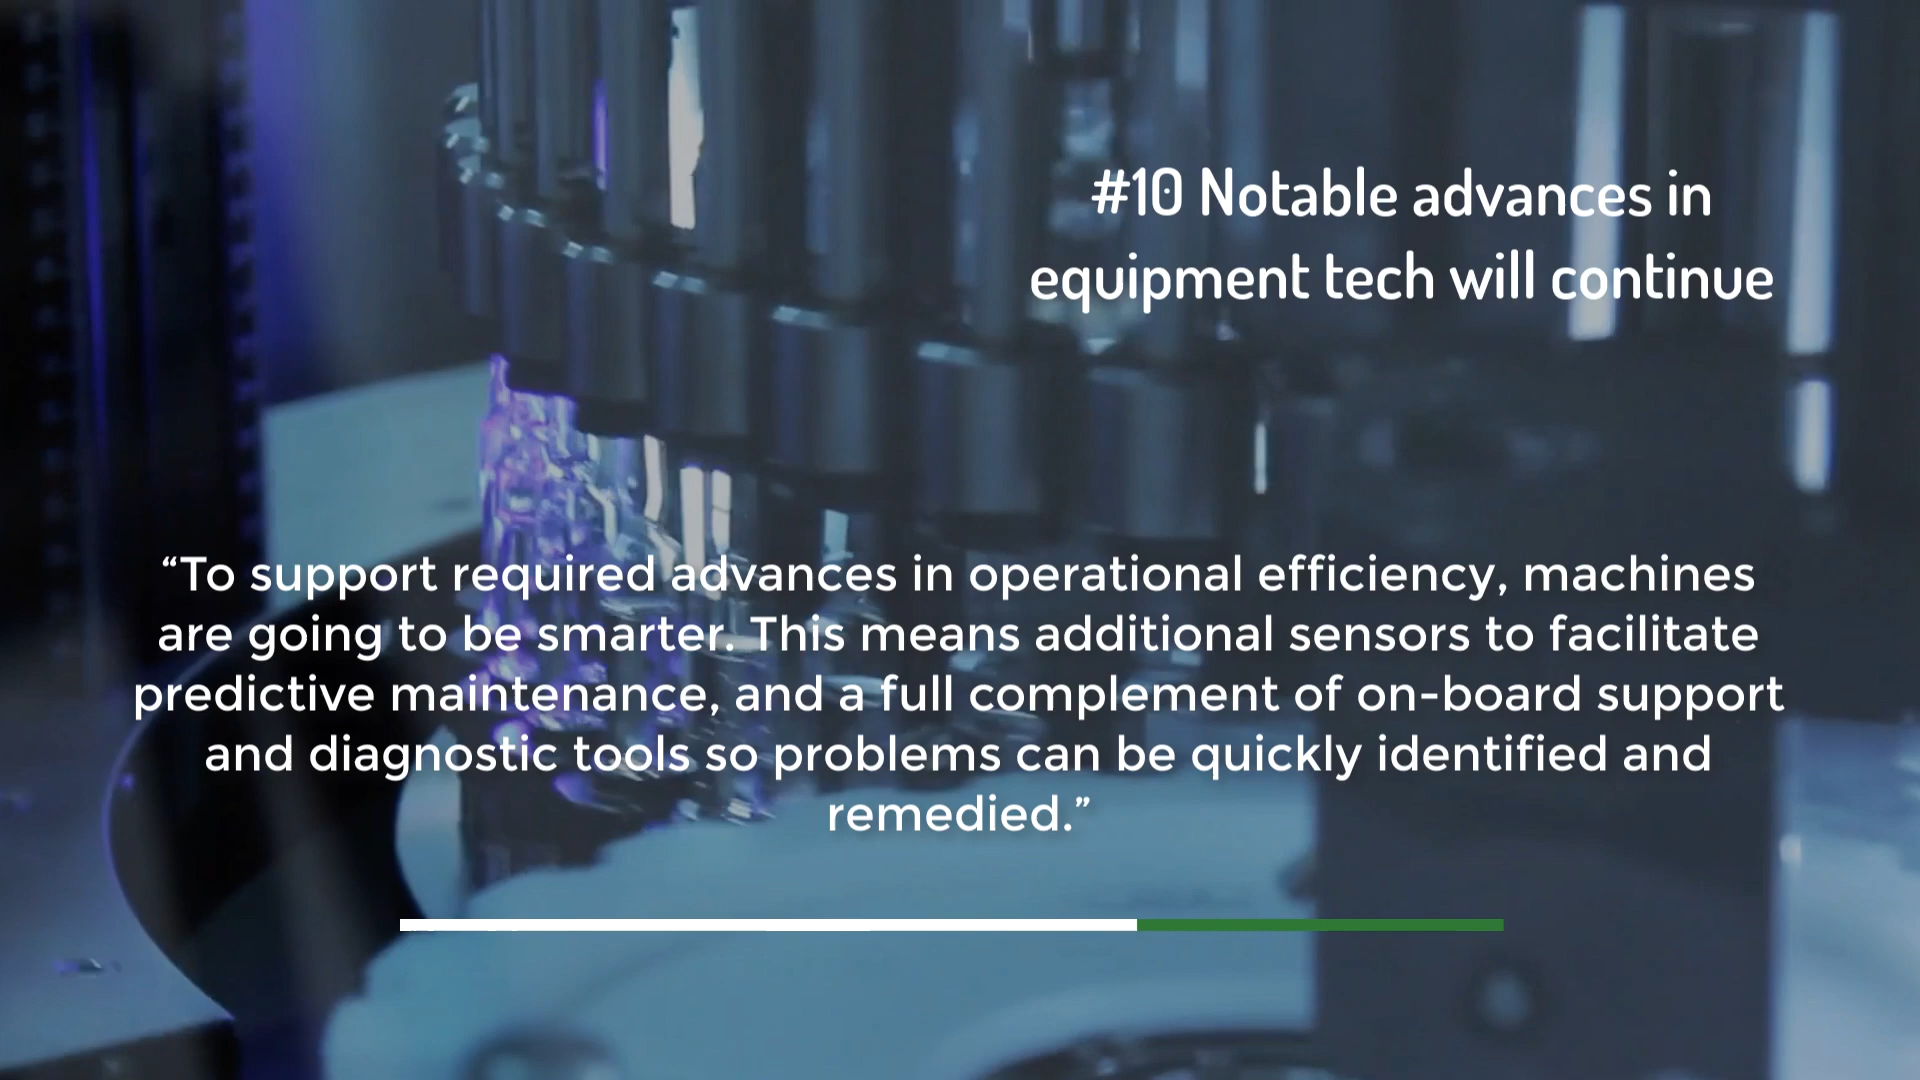 #10 Notable advances in
equipment tech will continue
“To support required advances in operational efficiency, machines
are going to be smarter. This means additional sensors to facilitate
predictive maintenance, and a full complement of on-board support
and diagnostic tools so problems can be quickly identified and
remedied.”